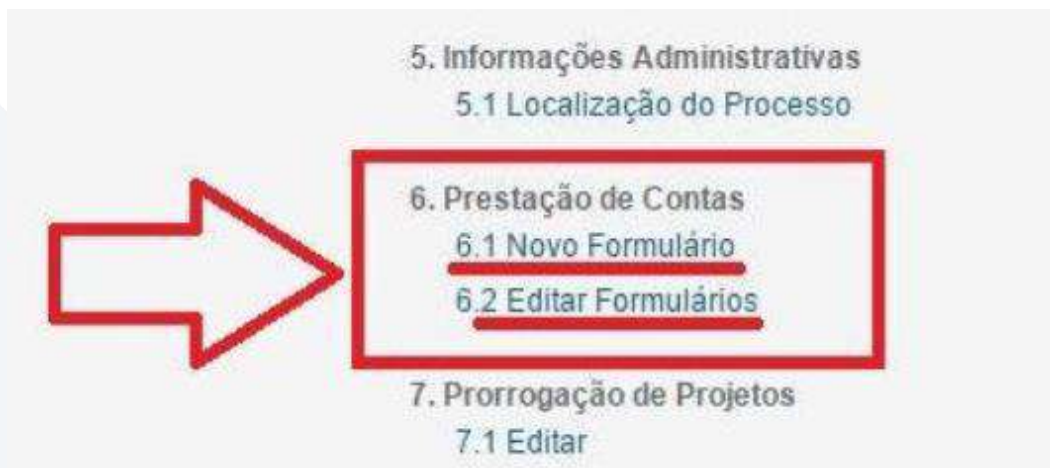 5. Informações Administrativas
5.1 Localização do Processo
6. Prestação de Contas
6.1 Novo Formulário
6.2 Editar Formulários
7. Prorrogação de Projetos
7.1 Editar